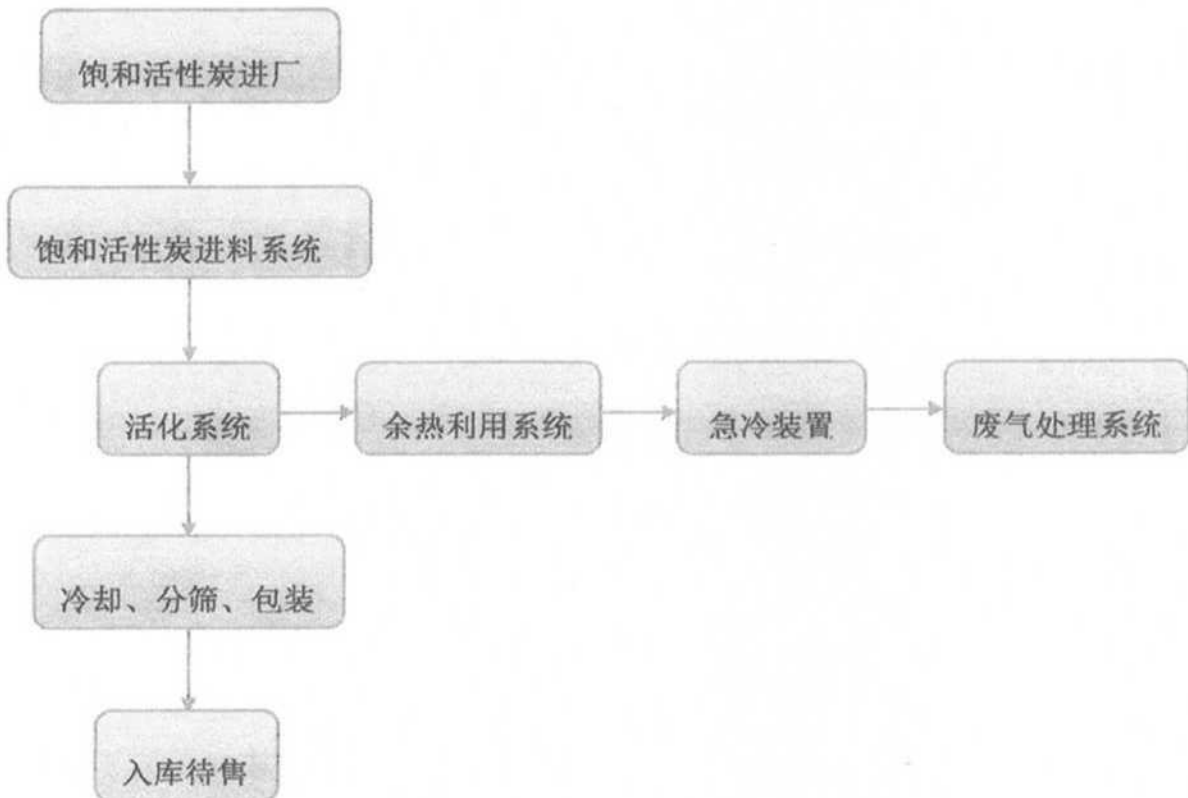 饱和活性炭进厂
饱和活性炭进料系统
活化系统
余热利用系统
急冷装置
废气处理系统
冷却、分筛、包装
入库待售